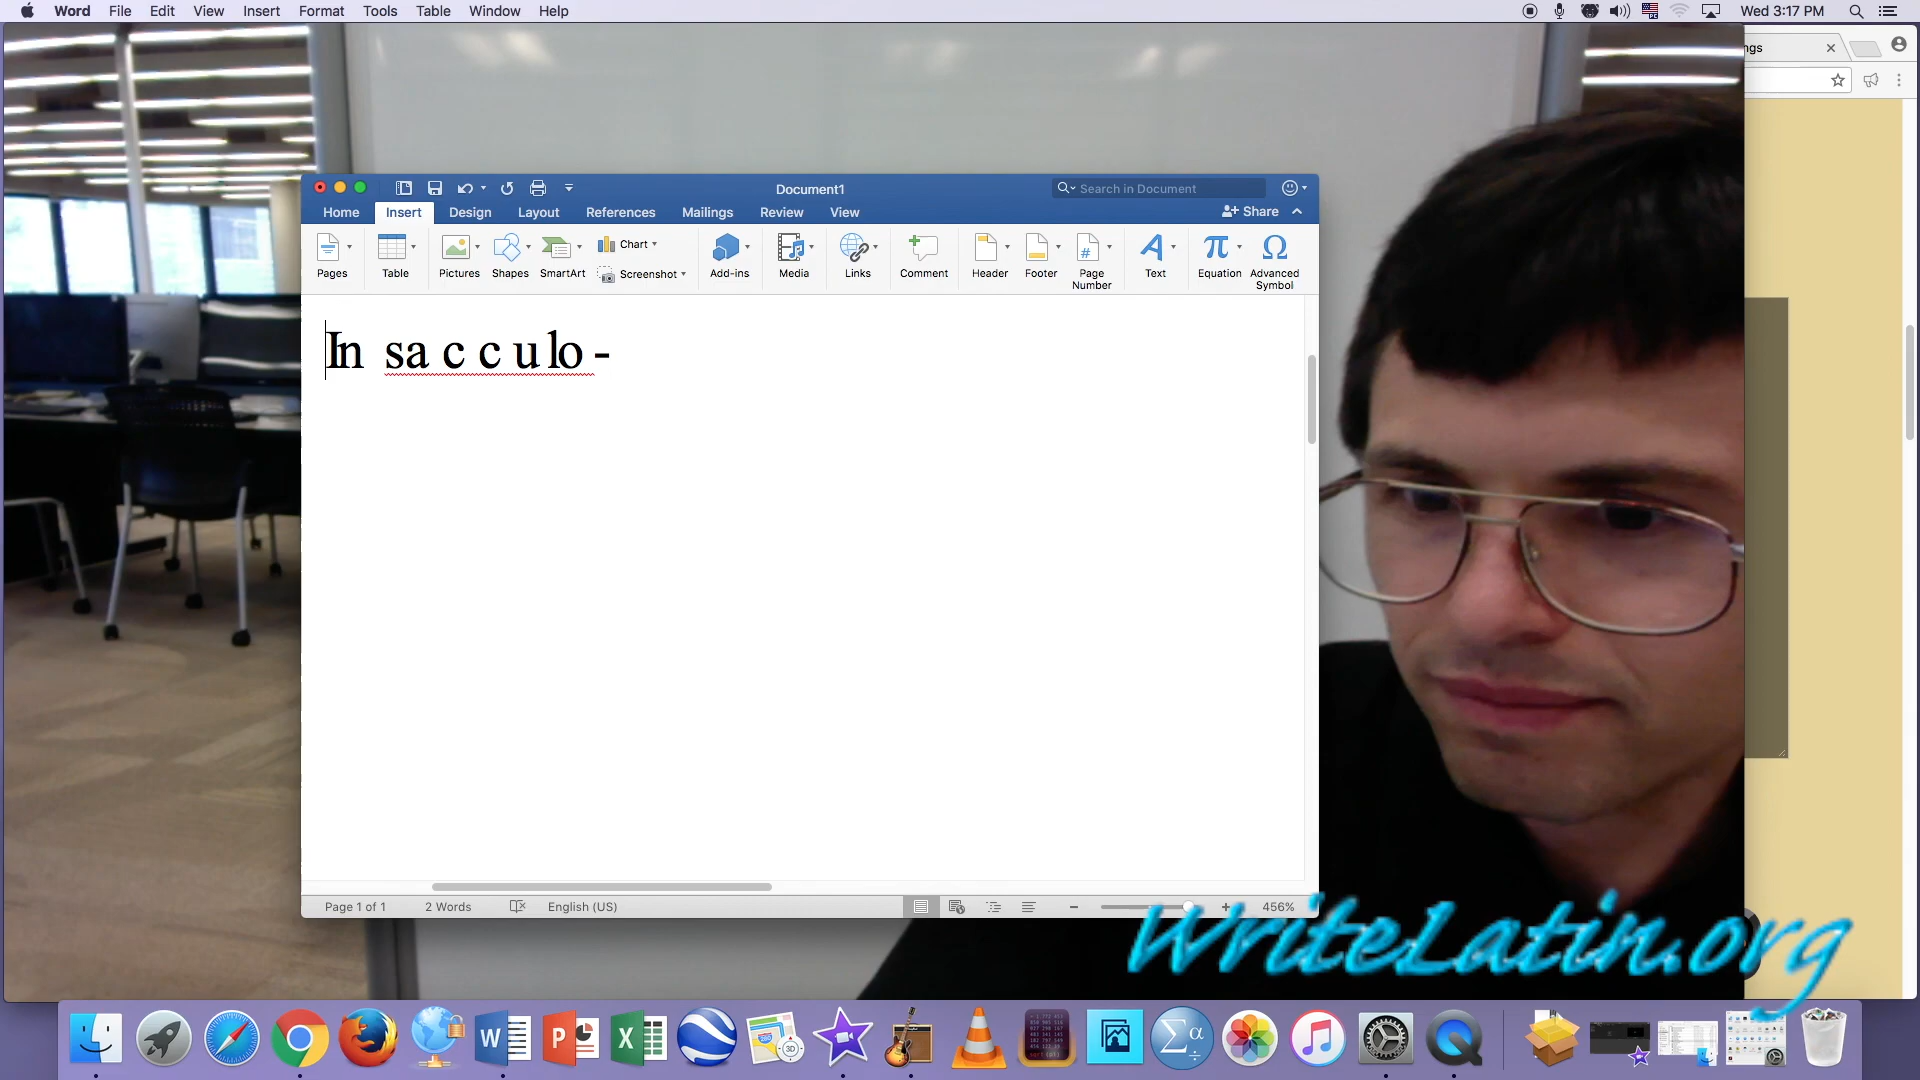 Word File Edit View Insert Format Tools Table Window Help Wed 3:17 PM
ngs
Document1 Search in Document
Home Insert Design Layout References Mailings Review View Share
Pages Table Pictures Shapes SmartArt Chart Screenshot Add-ins Media Links Comment Header Footer Page Number Text Equation Advanced Symbol
In sacculo-
Page 1 of 1 2 Words English (US) 456%
WriteLatin.org